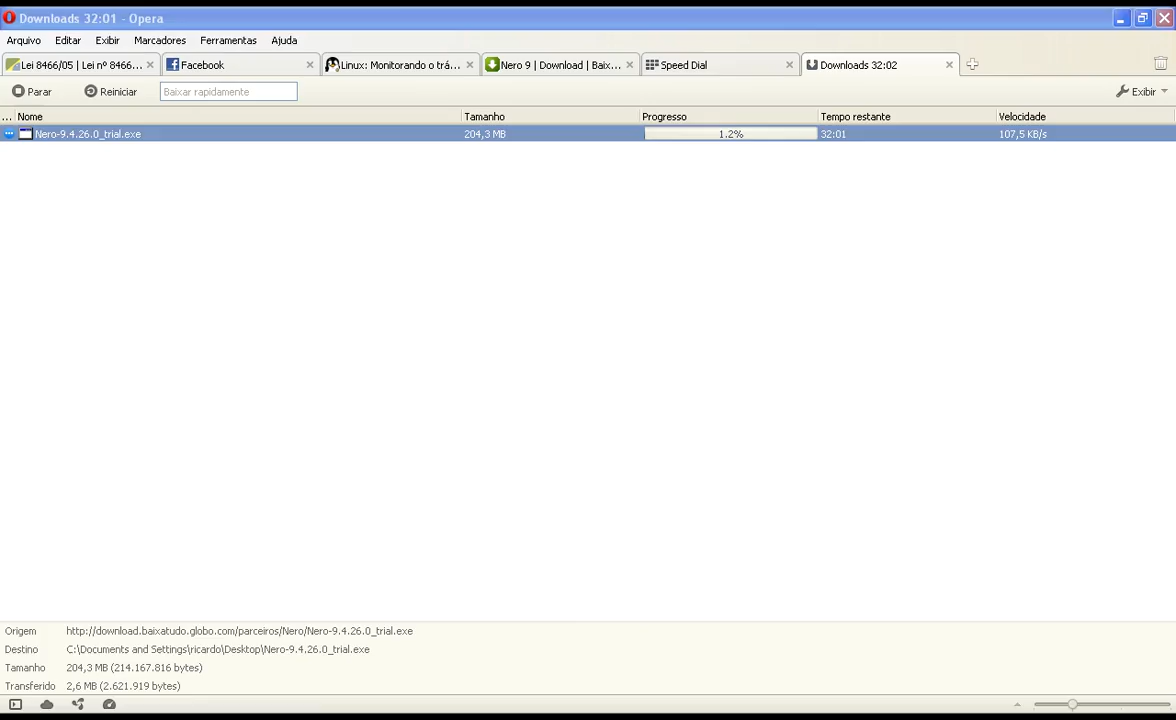 Downloads 32:01 - Opera
Arquivo Editar Exibir Marcadores Ferramentas Ajuda
Lei 8466/05 | Lei nº 8466... Facebook Linux: Monitorando o trá... Nero 9 | Download | Baix... Speed Dial Downloads 32:02
Parar Reiniciar Baixar rapidamente Exibir
... Nome Tamanho Progresso Tempo restante Velocidade
Nero-9.4.26.0_trial.exe 204,3 MB 1.2% 32:01 107,5 KB/s
Origem http://download.baixatudo.globo.com/parceiros/Nero/Nero-9.4.26.0_trial.exe
Destino C:\Documents and Settings\ricardo\Desktop\Nero-9.4.26.0_trial.exe
Tamanho 204,3 MB (214.167.816 bytes)
Transferido 2,6 MB (2.621.919 bytes)